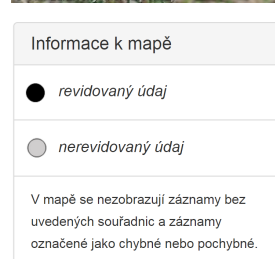 Informace k mapě
revidovaný údaj
nerevidovaný údaj
V mapě se nezobrazují záznamy bez
uvedených souřadnic a záznamy
označené jako chybné nebo pochybné.